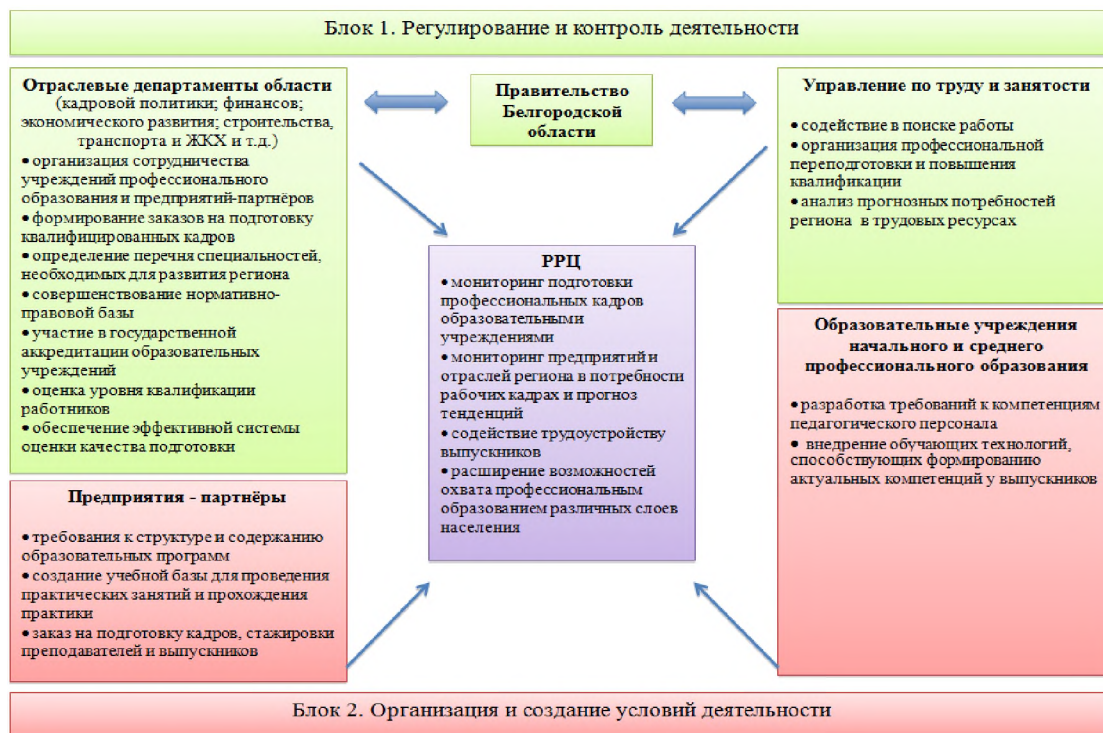 Блок 1. Регулирование и контроль деятельности
Отраслевые департаменты области
(кадровой политики; финансов;
экономического развития; строительства,
транспорта и ЖКХ и т.д.)
• организация сотрудничества
учреждений профессионального
образования и предприятий-партнёров
• формирование заказов на подготовку
квалифицированных кадров
• определение перечня специальностей,
необходимых для развития региона
• совершенствование нормативно-
правовой базы
• участие в государственной
аккредитации образовательных
учреждений
• оценка уровня квалификации
работников
• обеспечение эффективной системы
оценки качества подготовки
Правительство
Белгородской
области
Управление по труду и занятости
• содействие в поиске работы
• организация профессиональной
переподготовки и повышения
квалификации
• анализ прогнозных потребностей
региона в трудовых ресурсах
РРЦ
• мониторинг подготовки
профессиональных кадров
образовательными
учреждениями
• мониторинг предприятий и
отраслей региона в потребности
рабочих кадрах и прогноз
тенденций
• содействие трудоустройству
выпускников
• расширение возможностей
охвата профессиональным
образованием различных слоев
населения
Предприятия - партнёры
• требования к структуре и содержанию
образовательных программ
• создание учебной базы для проведения
практических занятий и прохождения
практики
• заказ на подготовку кадров, стажировки
преподавателей и выпускников
Образовательные учреждения
начального и среднего
профессионального образования
• разработка требований к компетенциям
педагогического персонала
• внедрение обучающих технологий,
способствующих формированию
актуальных компетенций у выпускников
Блок 2. Организация и создание условий деятельности